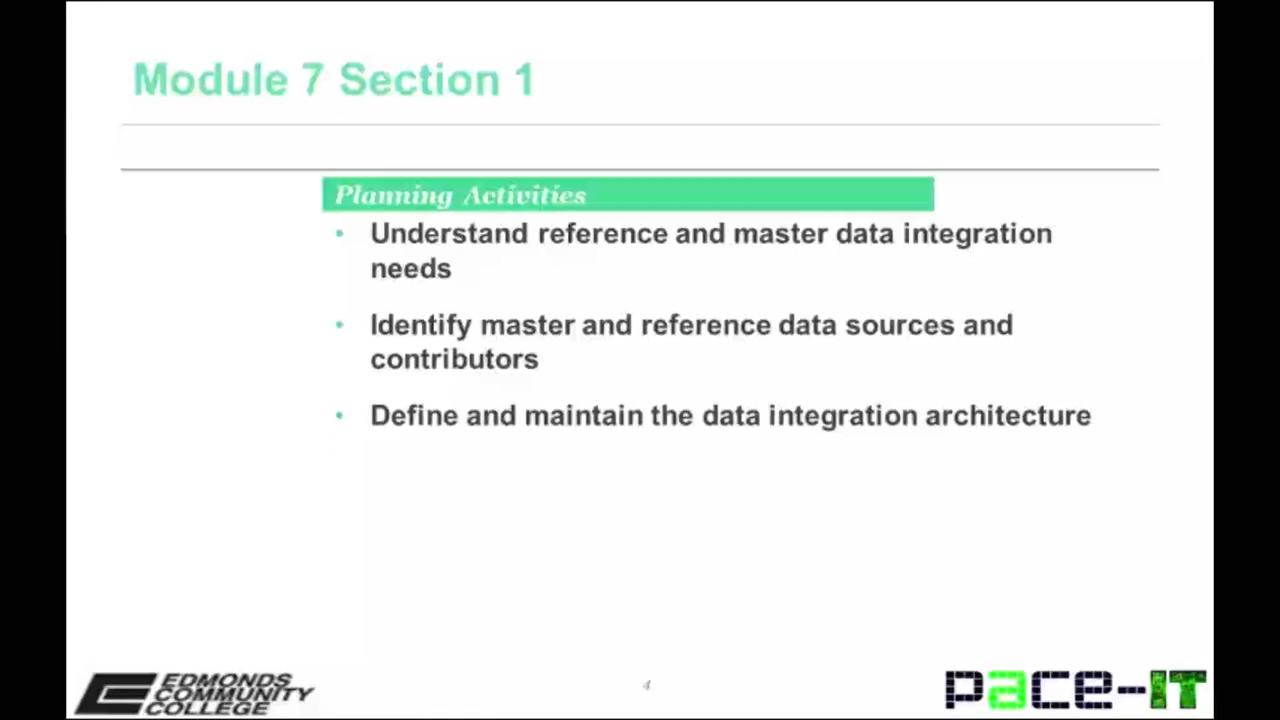 Module 7 Section 1
Planning Activities
• Understand reference and master data integration
needs
• Identify master and reference data sources and
contributors
• Define and maintain the data integration architecture
EDMONDS
COMMUNITY
COLLEGE
4
pace-IT